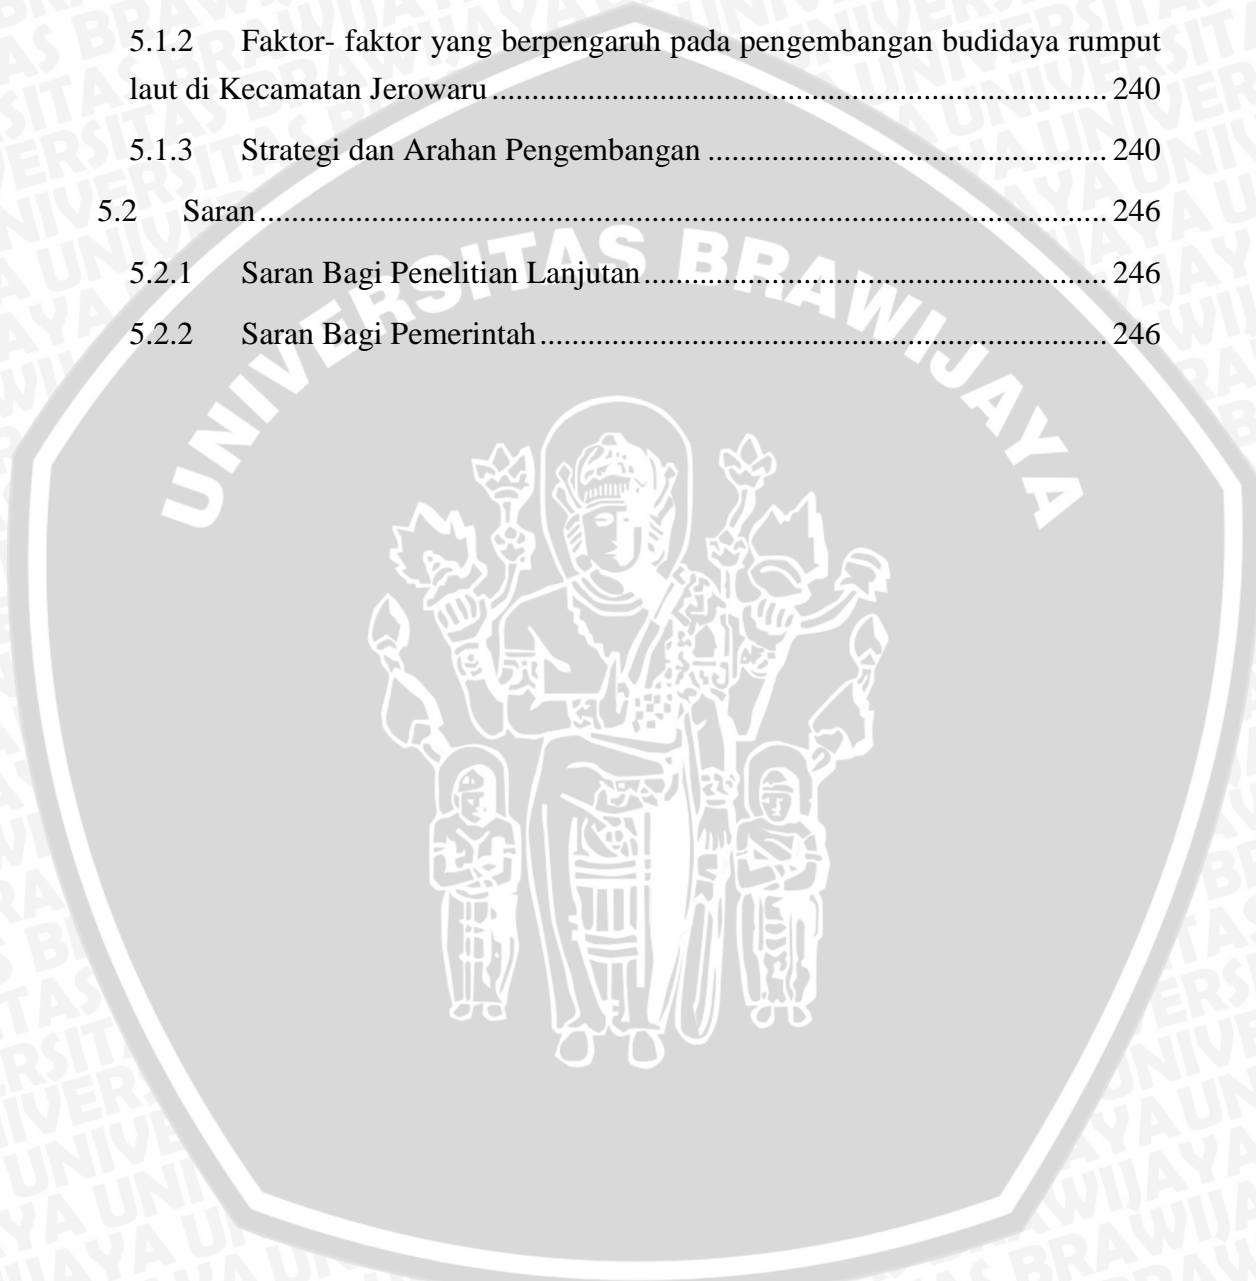 5.1.2 Faktor- faktor yang berpengaruh pada pengembangan budidaya rumput
laut di Kecamatan Jerowaru ........................................................................... 240
5.1.3 Strategi dan Arahan Pengembangan ................................................. 240
5.2 Saran ........................................................................................................ 246
5.2.1 Saran Bagi Penelitian Lanjutan ......................................................... 246
5.2.2 Saran Bagi Pemerintah ...................................................................... 246
UNIVERSITAS BRAWIJAYA